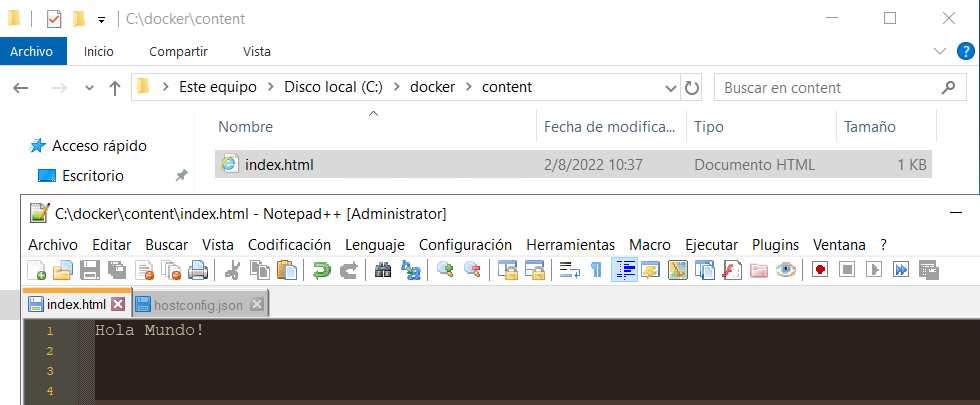 C:\docker\content
Archivo Inicio Compartir Vista
Este equipo > Disco local (C:) > docker > content
Buscar en content
Nombre Fecha de modifica... Tipo Tamaño
Acceso rápido
index.html 2/8/2022 10:37 Documento HTML 1 KB
Escritorio
C:\docker\content\index.html - Notepad++ [Administrator]
Archivo Editar Buscar Vista Codificación Lenguaje Configuración Herramientas Macro Ejecutar Plugins Ventana ?
index.html hostconfig.json
1 Hola Mundo!
2
3
4